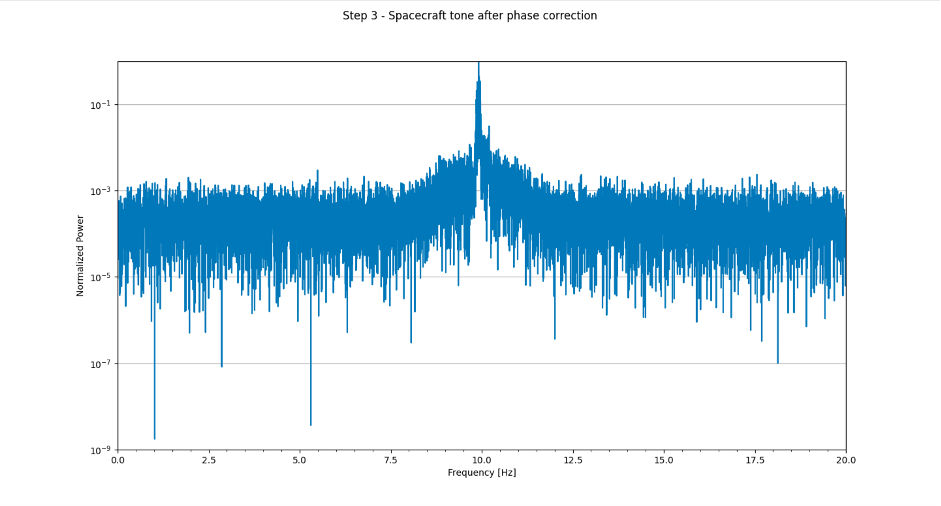 Step 3 - Spacecraft tone after phase correction
Normalized Power
10⁻¹
10⁻³
10⁻⁵
10⁻⁷
10⁻⁹
0.0 2.5 5.0 7.5 10.0 12.5 15.0 17.5 20.0
Frequency [Hz]